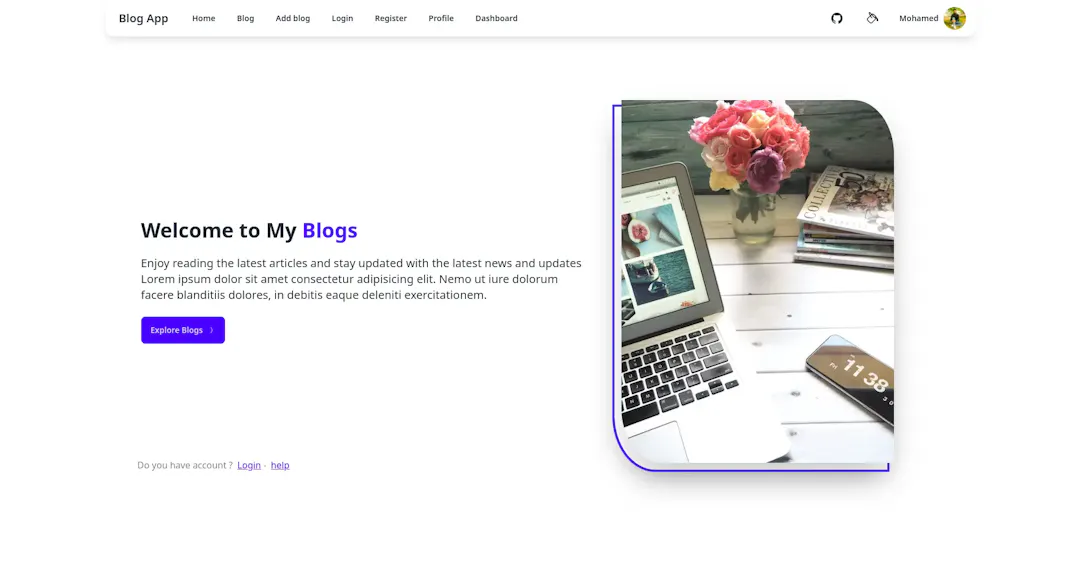 Blog App Home Blog Add blog Login Register Profile Dashboard Mohamed
Welcome to My Blogs
Enjoy reading the latest articles and stay updated with the latest news and updates
Lorem ipsum dolor sit amet consectetur adipisicing elit. Nemo ut iure dolorum
facere blanditiis dolores, in debitis eaque deleniti exercitationem.
Explore Blogs
Do you have account ? Login · help
COLLECTION
50
Fri 11 38